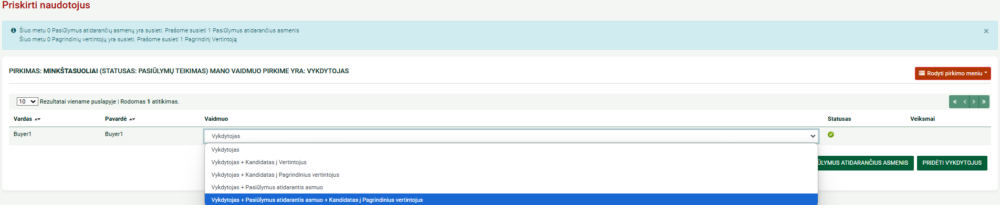 Priskirti naudotojus
Šiuo metu 0 Pasiūlymus atidarančių asmenų yra susieti. Prašome susieti 1 Pasiūlymus atidarančius asmenis
×
Šiuo metu 0 Pagrindinių vertintojų yra susieti. Prašome susieti 1 Pagrindinį Vertintoją
PIRKIMAS: MINKŠTASUOLIAI (STATUSAS: PASIŪLYMŲ TEIKIMAS) MANO VAIDMUO PIRKIME YRA: VYKDYTOJAS
Rodyti pirkimo meniu
10 Rezultatai viename puslapyje | Rodomas 1 atitikimas.
« ‹ › »
Vardas Pavardė Vaidmuo Statusas Veiksmai
Buyer1 Buyer1 Vykdytojas
Vykdytojas
Vykdytojas + Kandidatas į Vertintojus
Vykdytojas + Kandidatas į Pagrindinius vertintojus
Vykdytojas + Pasiūlymus atidarantis asmuo
Vykdytojas + Pasiūlymus atidarantis asmuo + Kandidatas į Pagrindinius vertintojus
ŪLYMUS ATIDARANČIUS ASMENIS PRIDĖTI VYKDYTOJUS